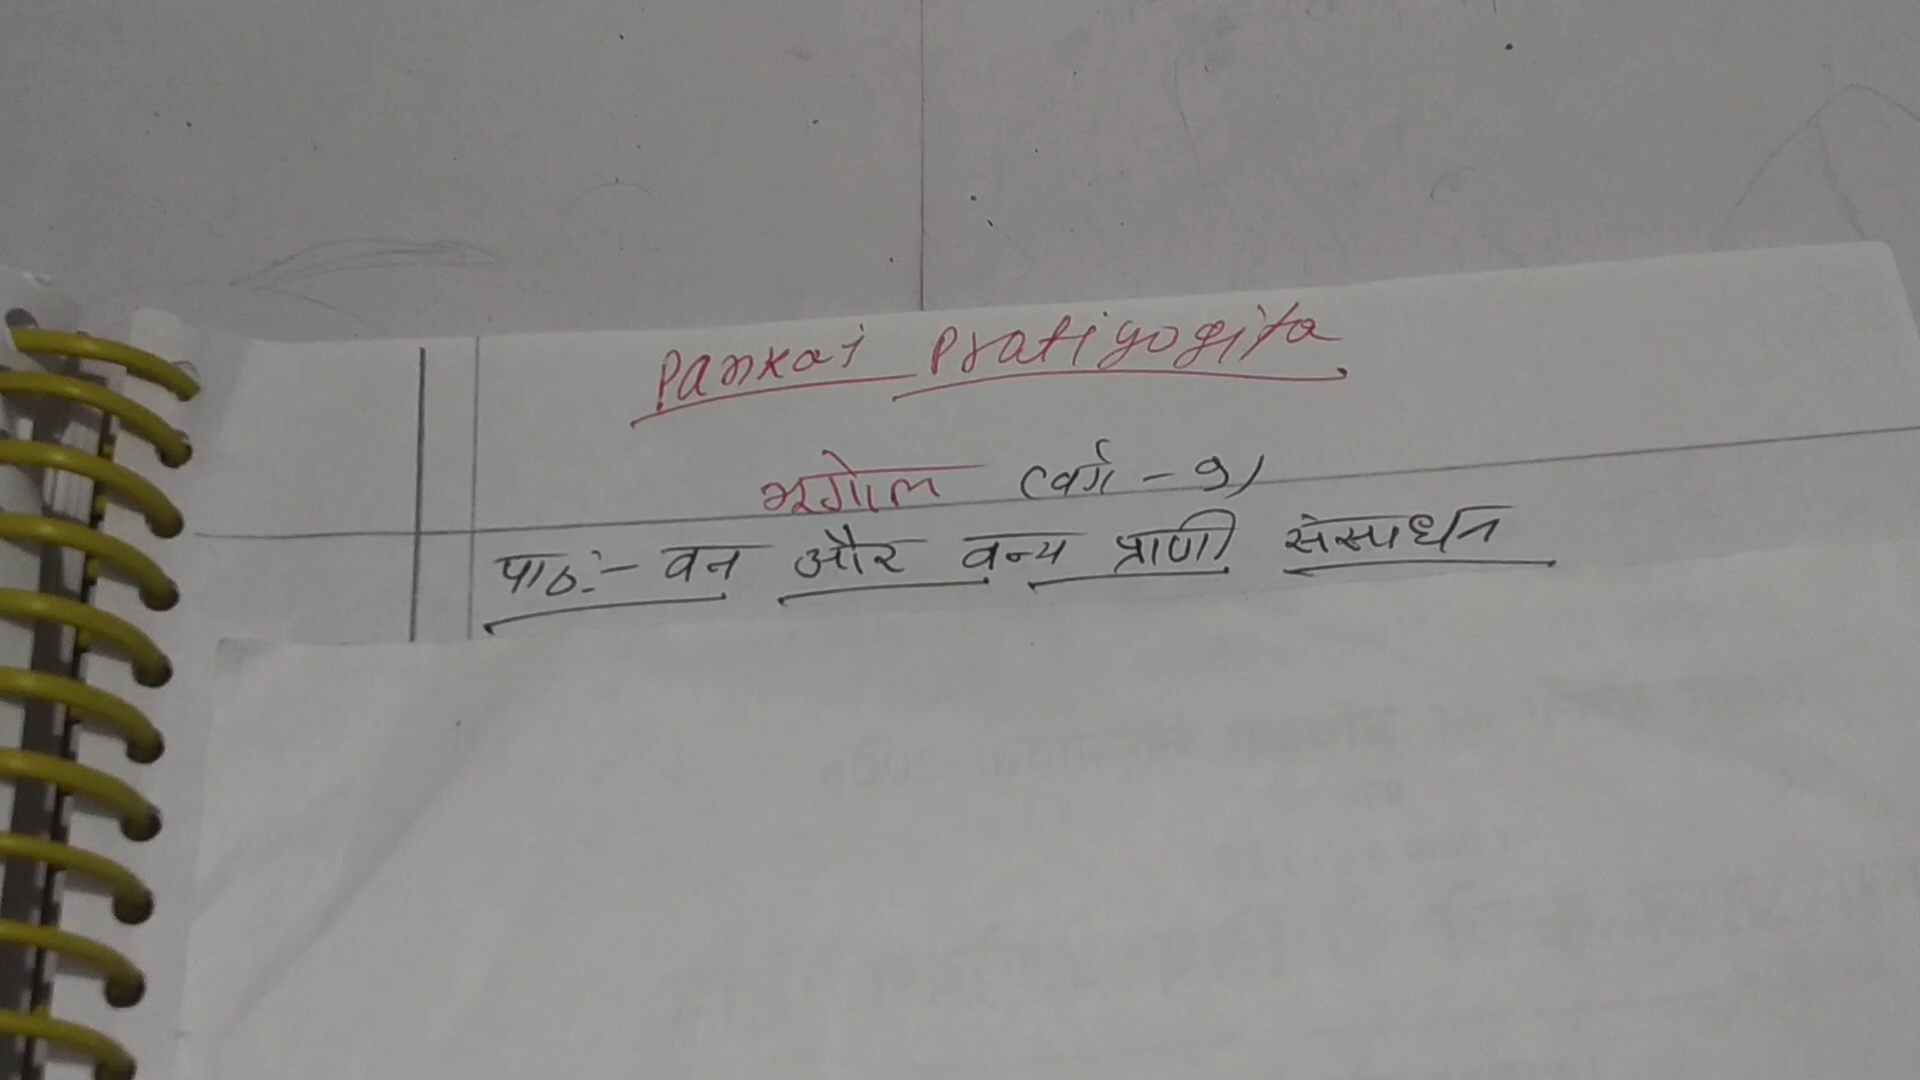 Pankaj Pratiyogita
भूगोल (वर्ग - 9)
पाठ:- वन और वन्य प्राणी संसाधन